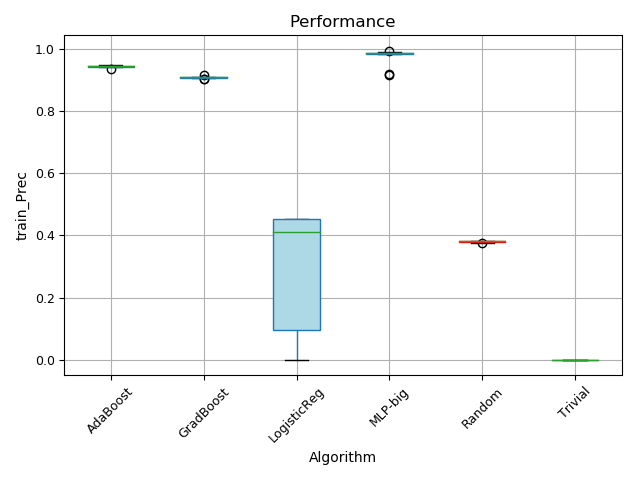 Performance
1.0
0.8
0.6
0.4
0.2
0.0
train_Prec
AdaBoost
GradBoost
LogisticReg
MLP-big
Random
Trivial
Algorithm